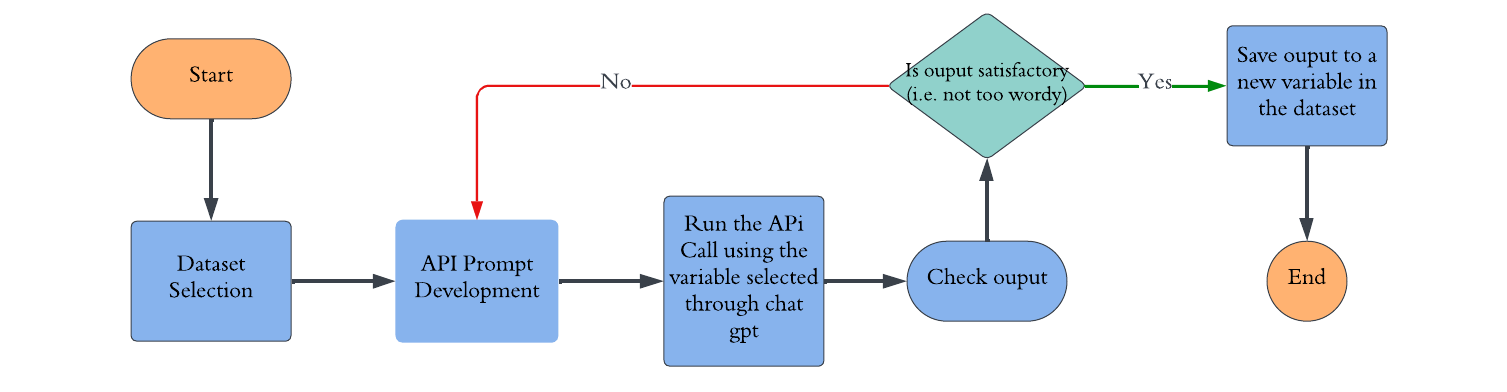 Start
Dataset
Selection
API Prompt
Development
Run the APi
Call using the
variable selected
through chat
gpt
Check ouput
Is ouput satisfactory
(i.e. not too wordy)
No
Yes
Save ouput to a
new variable in
the dataset
End